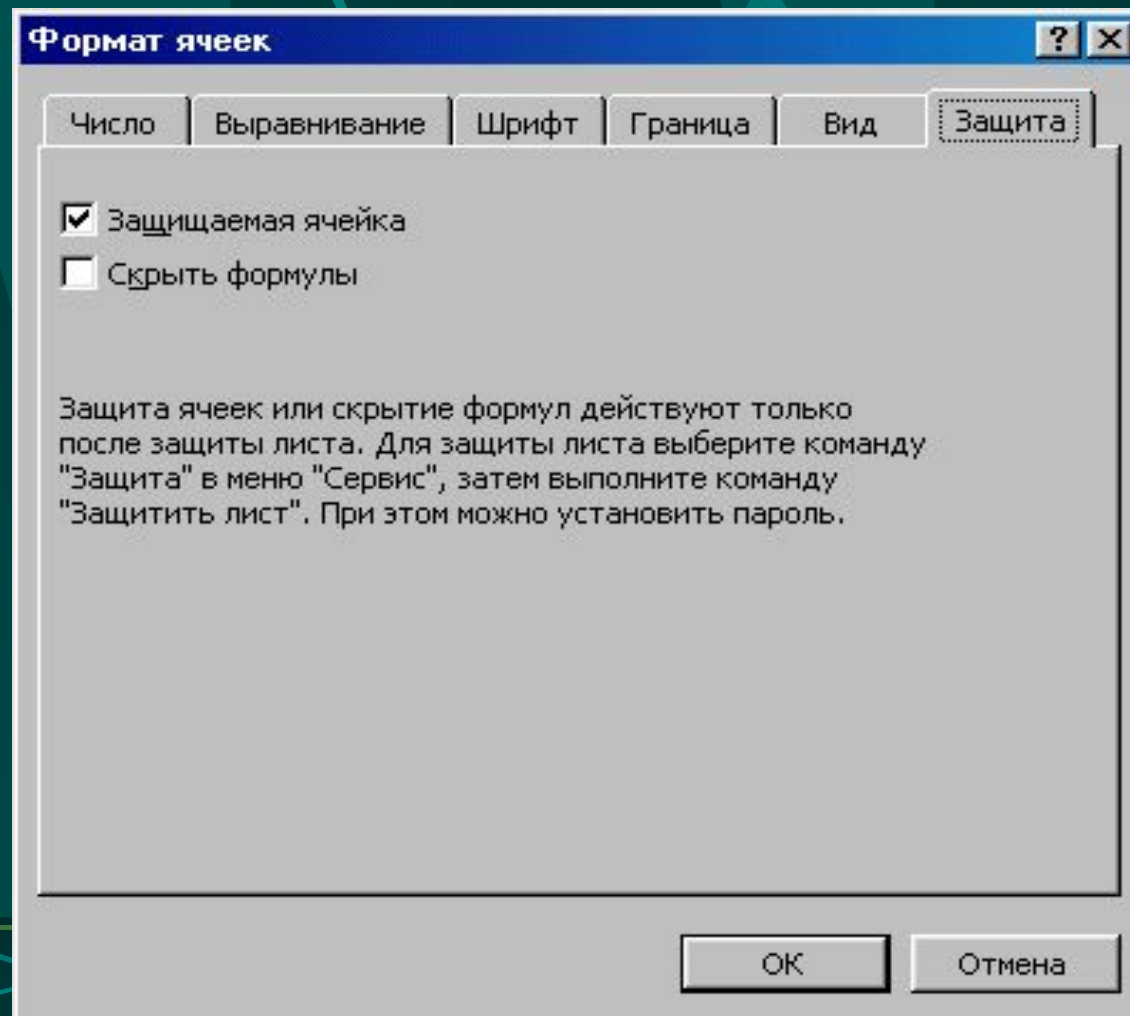 Формат ячеек
Число Выравнивание Шрифт Граница Вид Защита
Защищаемая ячейка
Скрыть формулы
Защита ячеек или скрытие формул действуют только
после защиты листа. Для защиты листа выберите команду
"Защита" в меню "Сервис", затем выполните команду
"Защитить лист". При этом можно установить пароль.
ОК Отмена